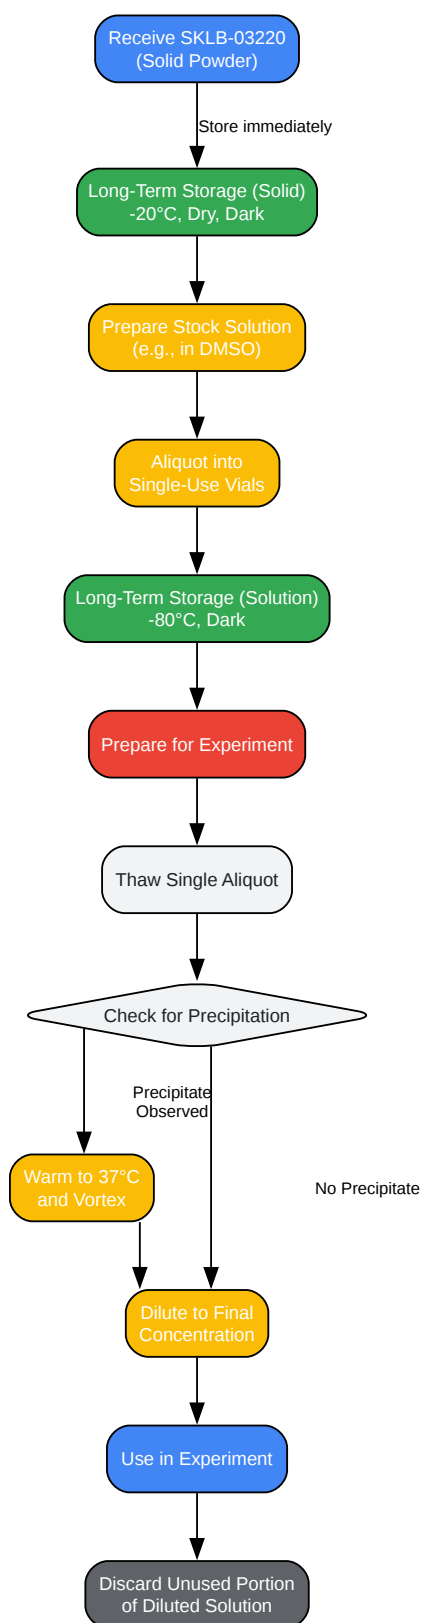 Receive SKLB-03220
(Solid Powder)
Store immediately
Long-Term Storage (Solid)
-20°C, Dry, Dark
Prepare Stock Solution
(e.g., in DMSO)
Aliquot into
Single-Use Vials
Long-Term Storage (Solution)
-80°C, Dark
Prepare for Experiment
Thaw Single Aliquot
Check for Precipitation
Precipitate
Observed
Warm to 37°C
and Vortex
No Precipitate
Dilute to Final
Concentration
Use in Experiment
Discard Unused Portion
of Diluted Solution